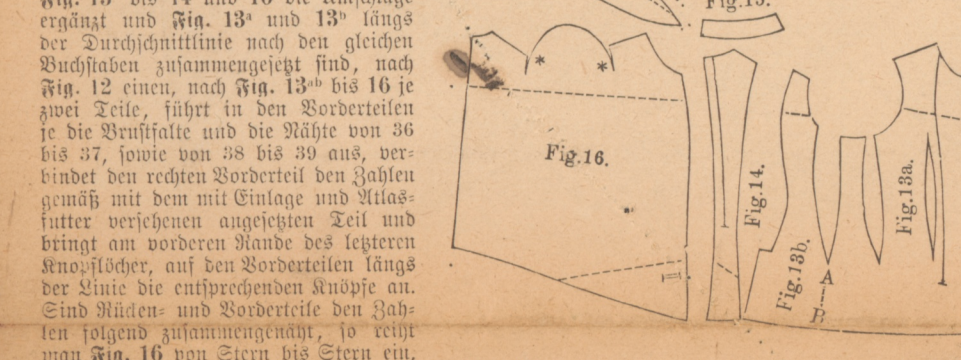 Fig. 13ᵃ bis 14 und 16 die Umschläge
ergänzt und Fig. 13ᵃ und 13ᵇ längs
der Durchschnittlinie nach den gleichen
Buchstaben zusammengesetzt sind, nach
Fig. 12 einen, nach Fig. 13ᵃᵇ bis 16 je
zwei Teile, führt in den Vorderteilen
je die Brustfalte und die Nähte von 36
bis 37, sowie von 38 bis 39 aus, ver-
bindet den rechten Vorderteil den Zahlen
gemäß mit dem mit Einlage und Atlas-
futter versehenen angesetzten Teil und
bringt am vorderen Rande des letzteren
Knopflöcher, auf den Vorderteilen längs
der Linie die entsprechenden Knöpfe an.
Sind Rücken- und Vorderteile den Zah-
len folgend zusammengenäht, so reiht
man Fig. 16 von Stern bis Stern ein,
Fig.15.
* *
Fig.16.
II
Fig.14.
Fig.13a.
Fig.13b.
A
B